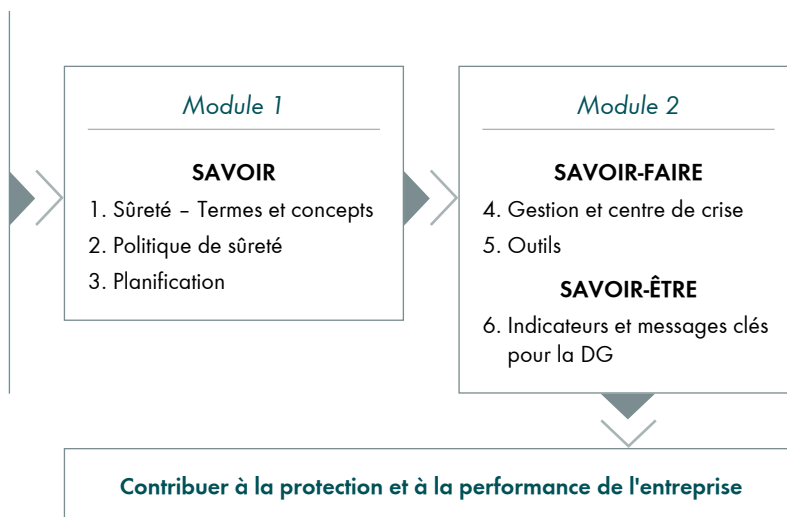 Module 1
SAVOIR
1. Sûreté – Termes et concepts
2. Politique de sûreté
3. Planification
Module 2
SAVOIR-FAIRE
4. Gestion et centre de crise
5. Outils
SAVOIR-ÊTRE
6. Indicateurs et messages clés
pour la DG
Contribuer à la protection et à la performance de l'entreprise